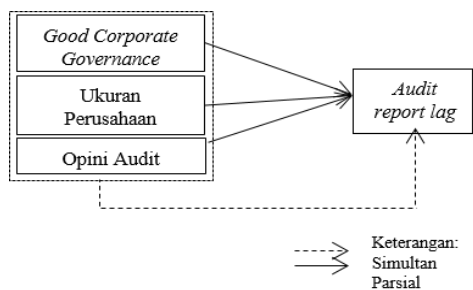 Good Corporate
Governance
Ukuran
Perusahaan
Opini Audit
Audit
report lag
Keterangan:
Simultan
Parsial